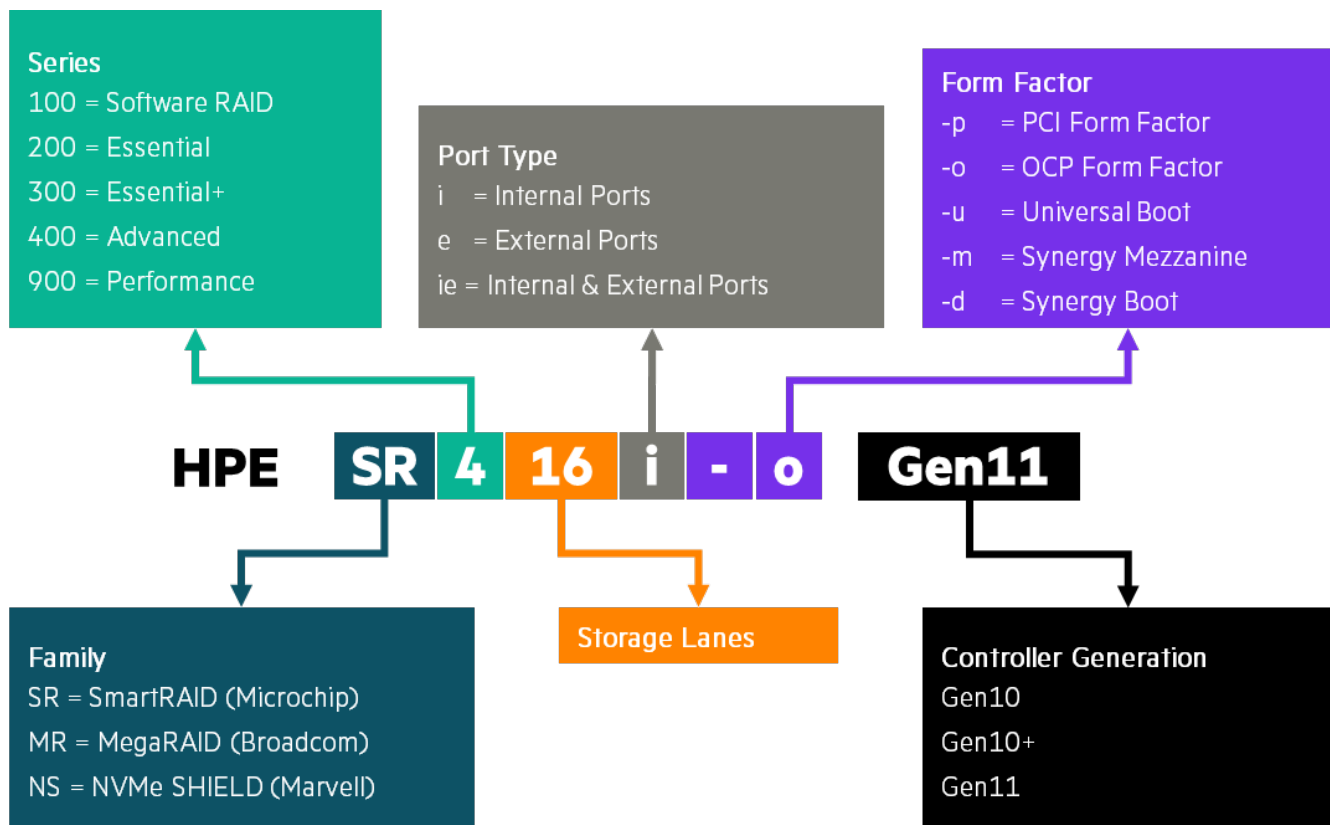 Series
100 = Software RAID
200 = Essential
300 = Essential+
400 = Advanced
900 = Performance
Port Type
i = Internal Ports
e = External Ports
ie = Internal & External Ports
Form Factor
-p = PCI Form Factor
-o = OCP Form Factor
-u = Universal Boot
-m = Synergy Mezzanine
-d = Synergy Boot
HPE SR 4 16 i - o Gen11
Family
SR = SmartRAID (Microchip)
MR = MegaRAID (Broadcom)
NS = NVMe SHIELD (Marvell)
Storage Lanes
Controller Generation
Gen10
Gen10+
Gen11